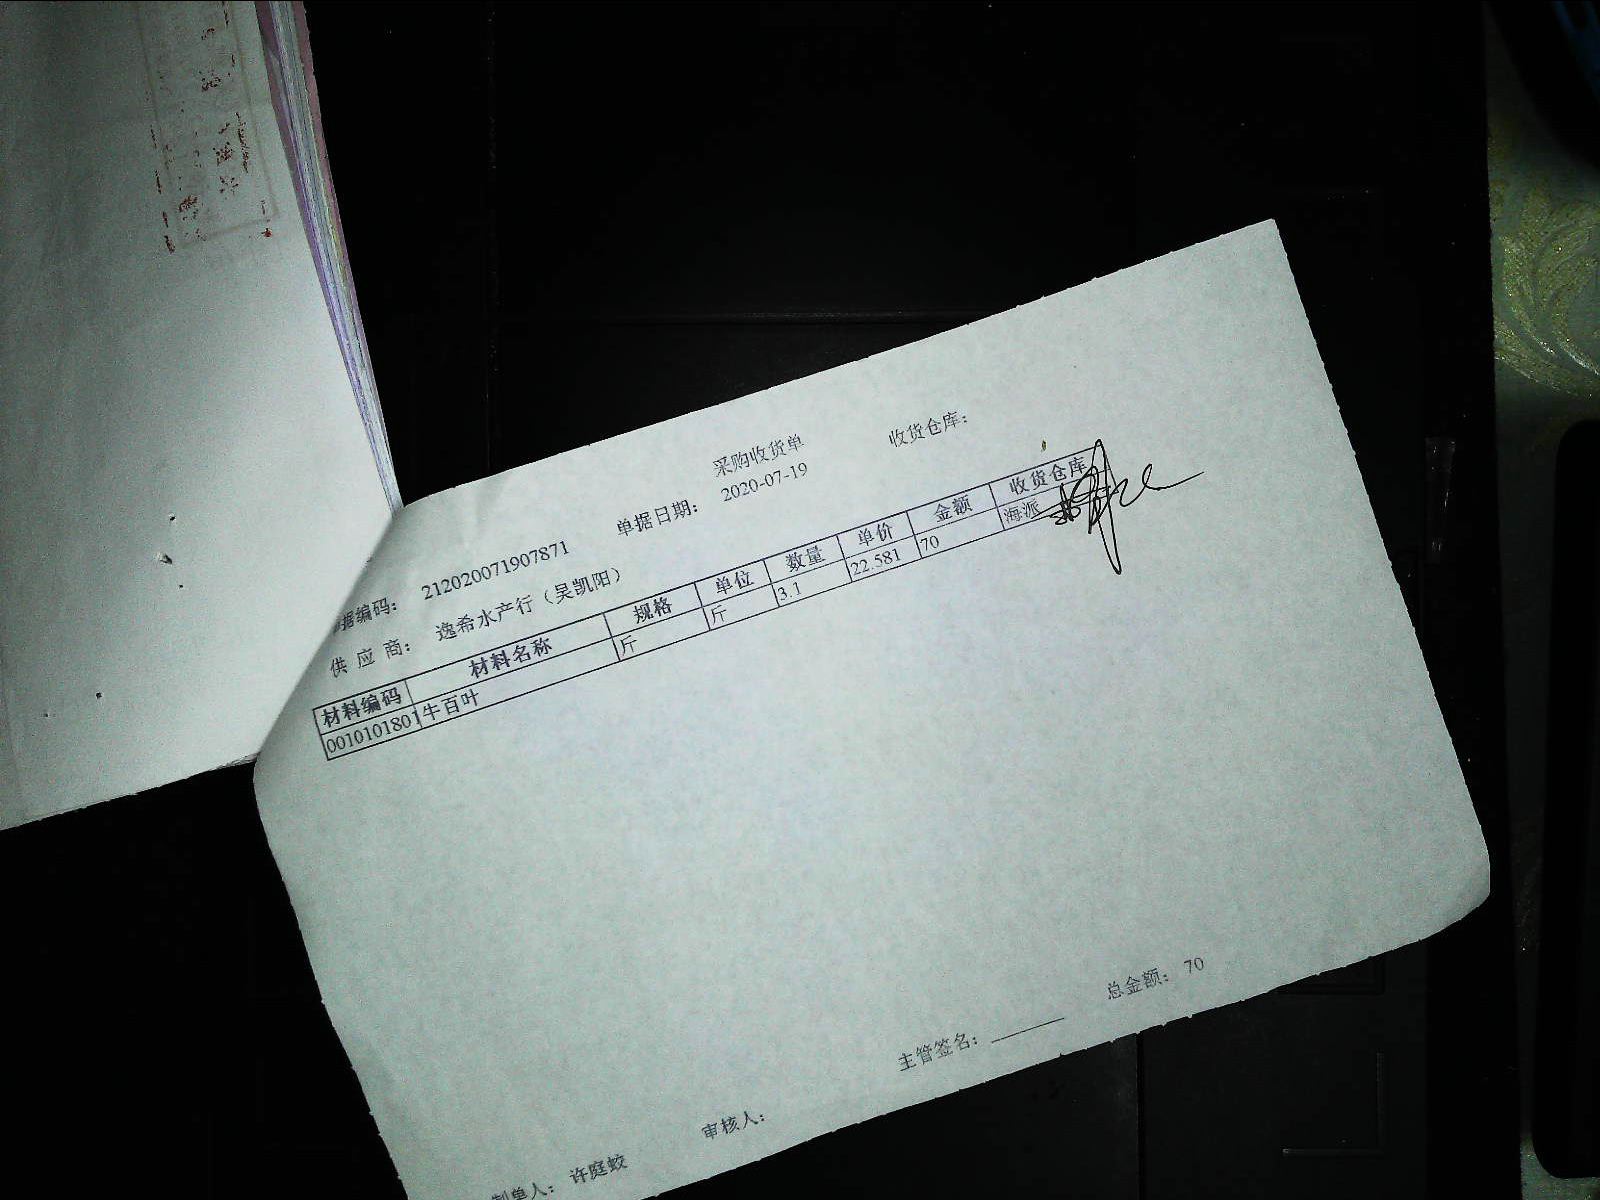 采购收货单
单据日期： 2020-07-19 收货仓库：
据编码： 212020071907871
供 应 商： 逸希水产行（吴凯阳）
材料编码 材料名称 规格 单位 数量 单价 金额 收货仓库
0010101801 牛百叶 斤 斤 3.1 22.581 70 海派
总金额： 70
主管签名：
审核人：
制单人： 许庭蛟